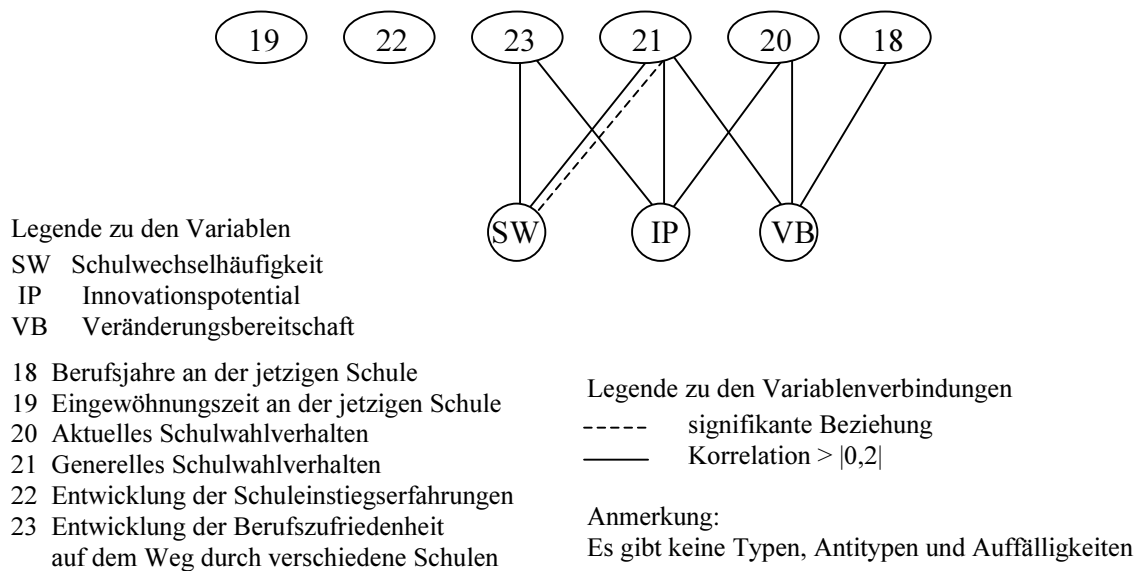 19 22 23 21 20 18
SW IP VB
Legende zu den Variablen
SW Schulwechselhäufigkeit
IP Innovationspotential
VB Veränderungsbereitschaft
18 Berufsjahre an der jetzigen Schule
19 Eingewöhnungszeit an der jetzigen Schule
20 Aktuelles Schulwahlverhalten
21 Generelles Schulwahlverhalten
22 Entwicklung der Schuleinstiegserfahrungen
23 Entwicklung der Berufszufriedenheit
auf dem Weg durch verschiedene Schulen
Legende zu den Variablenverbindungen
----- signifikante Beziehung
——— Korrelation > |0,2|
Anmerkung:
Es gibt keine Typen, Antitypen und Auffälligkeiten